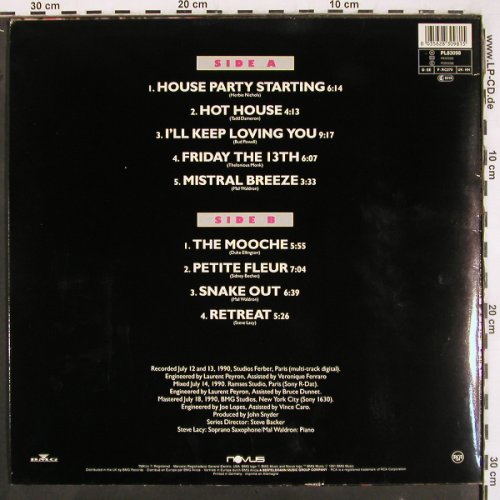 30 cm
20 cm
10 cm
SIDE A
1. HOUSE PARTY STARTING 6:14
(Herbie Nichols)
2. HOT HOUSE 4:13
(Tadd Dameron)
3. I'LL KEEP LOVING YOU 9:17
(Bud Powell)
4. FRIDAY THE 13TH 6:07
(Thelonious Monk)
5. MISTRAL BREEZE 3:33
(Mal Waldron)
SIDE B
1. THE MOOCHE 5:55
(Duke Ellington)
2. PETITE FLEUR 7:04
(Sidney Bechet)
3. SNAKE OUT 6:39
(Mal Waldron)
4. RETREAT 5:26
(Steve Lacy)
Recorded July 12 and 13, 1990, Studios Ferber, Paris (multi-track digital).
Engineered by Laurent Peyron, Assisted by Veronique Ferraro
Mixed July 14, 1990. Ramses Studio, Paris (Sony R-Dat).
Engineered by Laurent Peyron, Assisted by Bruce Dunnet.
Mastered July 18, 1990, BMG Studios, New York City (Sony 1630).
Engineered by Joe Lopes, Assisted by Vince Caro.
Produced by John Snyder
Series Director: Steve Backer
Steve Lacy: Soprano Saxophone/Mal Waldron: Piano
BMG
NOVUS
RCA
PL83098
www.LP-CD.de
10 cm
20 cm
30 cm